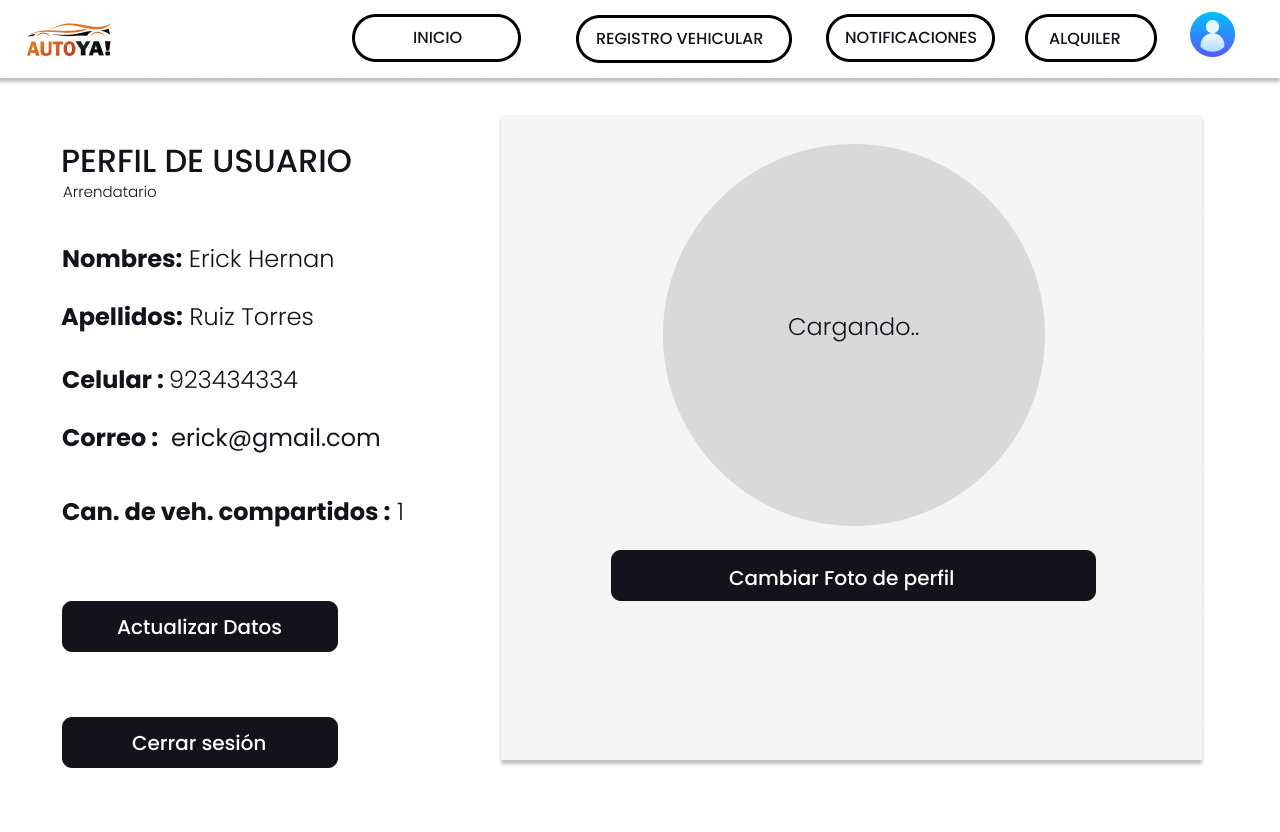 AUTOYA!
INICIO
REGISTRO VEHICULAR
NOTIFICACIONES
ALQUILER
PERFIL DE USUARIO
Arrendatario
Nombres: Erick Hernan
Apellidos: Ruiz Torres
Celular : 923434334
Correo : erick@gmail.com
Can. de veh. compartidos : 1
Actualizar Datos
Cerrar sesión
Cargando..
Cambiar Foto de perfil